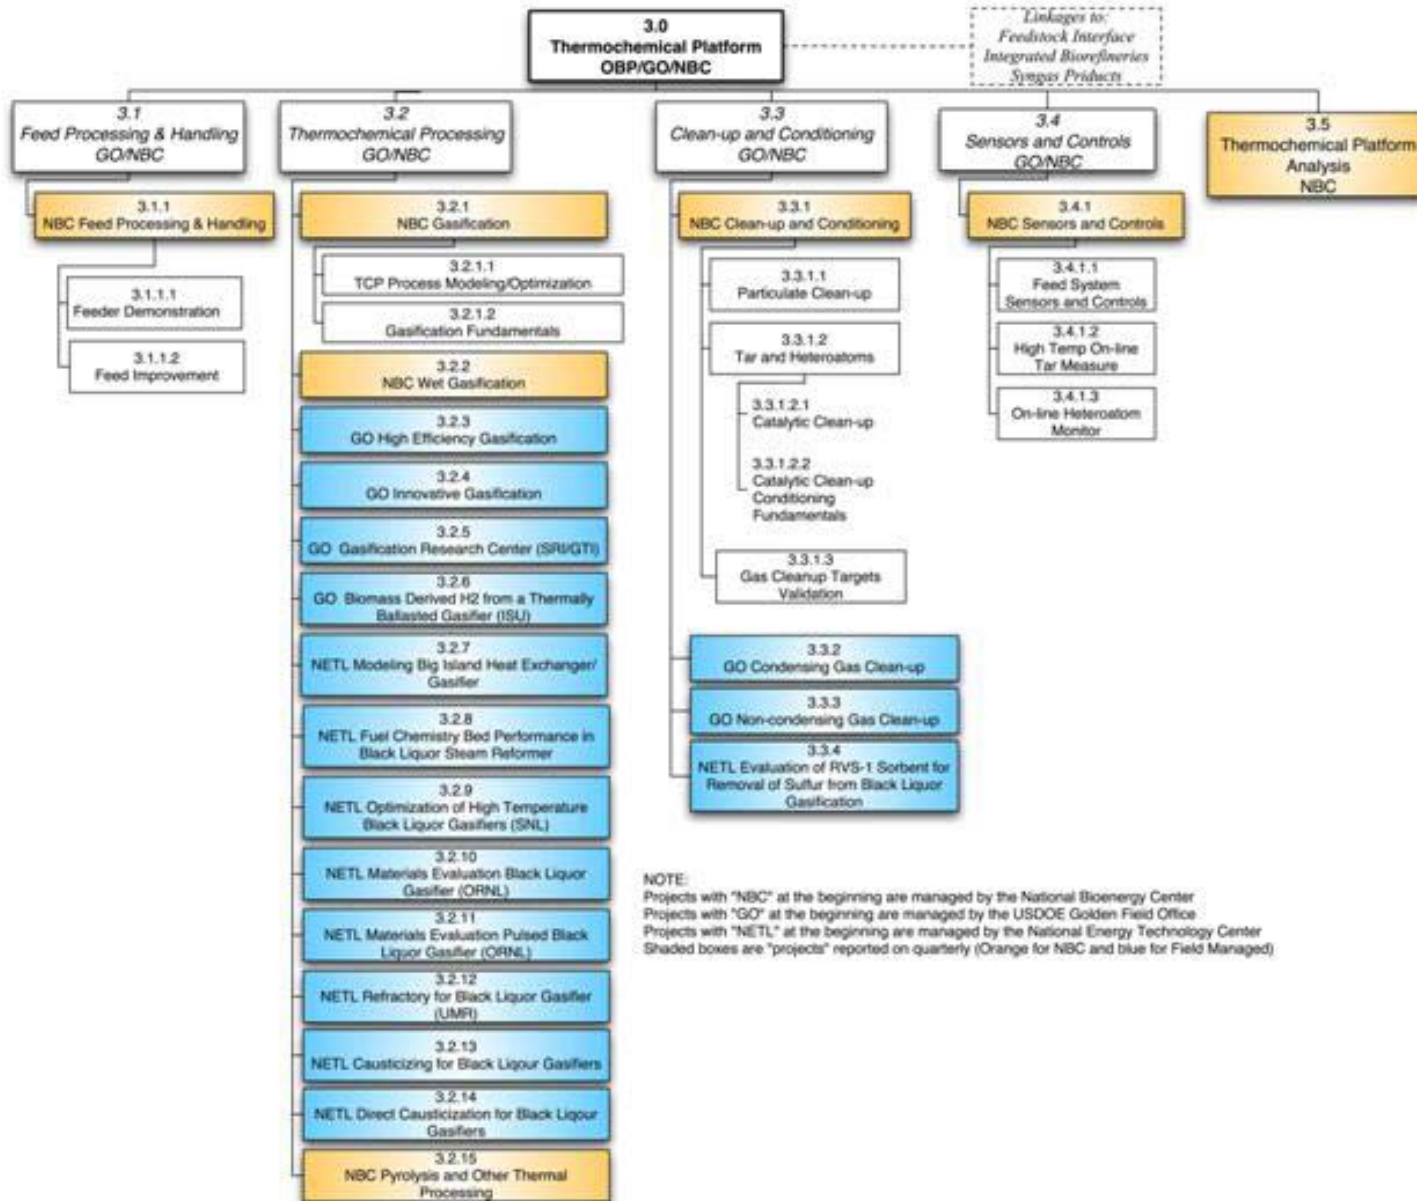 3.0
Thermochemical Platform
OBP/GO/NBC
Linkages to:
Feedstock Interface
Integrated Biorefineries
Syngas Priducts
3.1
Feed Processing & Handling
GO/NBC
3.1.1
NBC Feed Processing & Handling
3.1.1.1
Feeder Demonstration
3.1.1.2
Feed Improvement
3.2
Thermochemical Processing
GO/NBC
3.2.1
NBC Gasification
3.2.1.1
TCP Process Modeling/Optimization
3.2.1.2
Gasification Fundamentals
3.2.2
NBC Wet Gasification
3.2.3
GO High Efficiency Gasification
3.2.4
GO Innovative Gasification
3.2.5
GO Gasification Research Center (SRI/GTI)
3.2.6
GO Biomass Derived H2 from a Thermally
Ballasted Gasifier (ISU)
3.2.7
NETL Modeling Big Island Heat Exchanger/
Gasifier
3.2.8
NETL Fuel Chemistry Bed Performance in
Black Liquor Steam Reformer
3.2.9
NETL Optimization of High Temperature
Black Liquor Gasifiers (SNL)
3.2.10
NETL Materials Evaluation Black Liquor
Gasifier (ORNL)
3.2.11
NETL Materials Evaluation Pulsed Black
Liquor Gasifier (ORNL)
3.2.12
NETL Refractory for Black Liquor Gasifier
(UMR)
3.2.13
NETL Causticizing for Black Liqour Gasifiers
3.2.14
NETL Direct Causticization for Black Liqour
Gasifiers
3.2.15
NBC Pyrolysis and Other Thermal
Processing
3.3
Clean-up and Conditioning
GO/NBC
3.3.1
NBC Clean-up and Conditioning
3.3.1.1
Particulate Clean-up
3.3.1.2
Tar and Heteroatoms
3.3.1.2.1
Catalytic Clean-up
3.3.1.2.2
Catalytic Clean-up
Conditioning
Fundamentals
3.3.1.3
Gas Cleanup Targets
Validation
3.3.2
GO Condensing Gas Clean-up
3.3.3
GO Non-condensing Gas Clean-up
3.3.4
NETL Evaluation of RVS-1 Sorbent for
Removal of Sulfur from Black Liquor
Gasification
3.4
Sensors and Controls
GO/NBC
3.4.1
NBC Sensors and Controls
3.4.1.1
Feed System
Sensors and Controls
3.4.1.2
High Temp On-line
Tar Measure
3.4.1.3
On-line Heteroatom
Monitor
3.5
Thermochemical Platform
Analysis
NBC
NOTE:
Projects with "NBC" at the beginning are managed by the National Bioenergy Center
Projects with "GO" at the beginning are managed by the USDOE Golden Field Office
Projects with "NETL" at the beginning are managed by the National Energy Technology Center
Shaded boxes are "projects" reported on quarterly (Orange for NBC and blue for Field Managed)